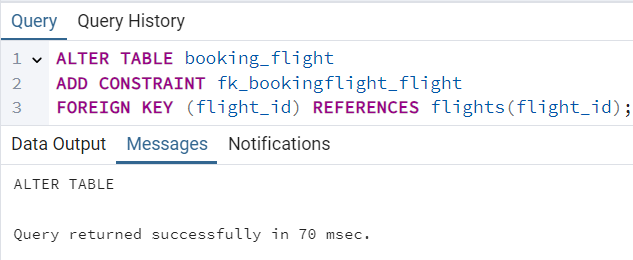 Query Query History
1 ALTER TABLE booking_flight
2 ADD CONSTRAINT fk_bookingflight_flight
3 FOREIGN KEY (flight_id) REFERENCES flights(flight_id);
Data Output Messages Notifications
ALTER TABLE
Query returned successfully in 70 msec.